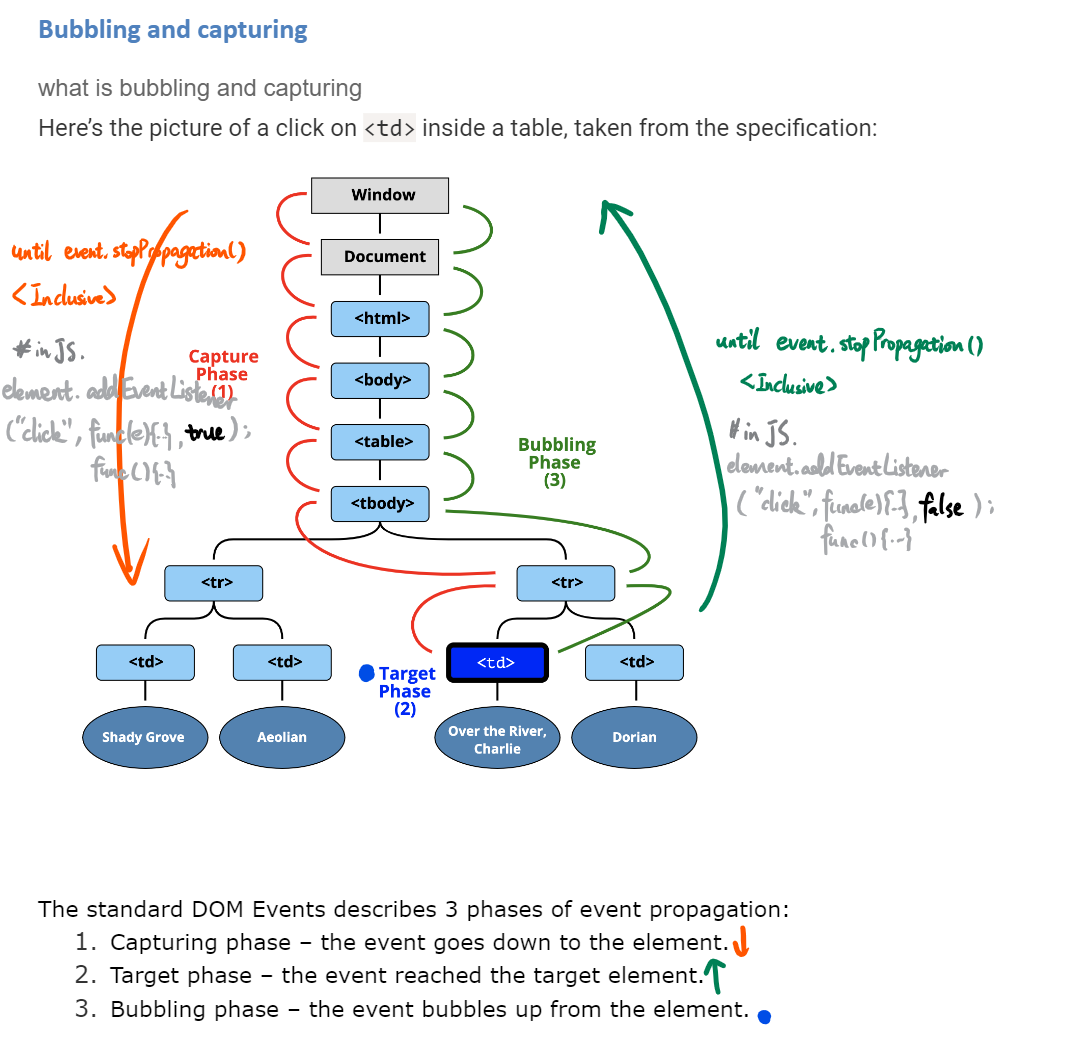 Bubbling and capturing
what is bubbling and capturing
Here’s the picture of a click on <td> inside a table, taken from the specification:
Window
Document
<html>
<body>
<table>
<tbody>
<tr>
<tr>
<td>
<td>
<td>
<td>
Shady Grove
Aeolian
Over the River,
Charlie
Dorian
Capture
Phase
(1)
Target
Phase
(2)
Bubbling
Phase
(3)
until event.stopPropagation()
<Inclusive>
# in JS.
element.addEventListener
("click", func(e){..}, true);
func(){..}
until event.stopPropagation()
<Inclusive>
# in JS.
element.addEventListener
("click", func(e){..}, false);
func(){..}
The standard DOM Events describes 3 phases of event propagation:
1. Capturing phase – the event goes down to the element.
2. Target phase – the event reached the target element.
3. Bubbling phase – the event bubbles up from the element.